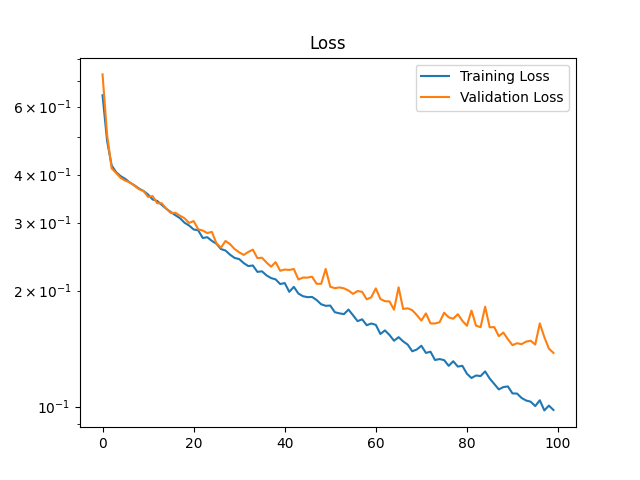 Loss
Training Loss
Validation Loss
6 × 10⁻¹
4 × 10⁻¹
3 × 10⁻¹
2 × 10⁻¹
10⁻¹
0 20 40 60 80 100